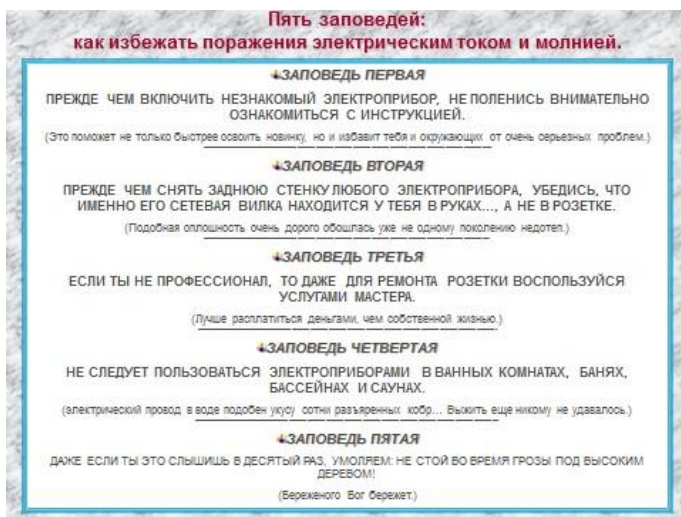 Пять заповедей:
как избежать поражения электрическим током и молнией.
ЗАПОВЕДЬ ПЕРВАЯ
ПРЕЖДЕ ЧЕМ ВКЛЮЧИТЬ НЕЗНАКОМЫЙ ЭЛЕКТРОПРИБОР, НЕ ПОЛЕНИСЬ ВНИМАТЕЛЬНО
ОЗНАКОМИТЬСЯ С ИНСТРУКЦИЕЙ.
(Это поможет не только быстрее освоить новинку, но и избавит тебя и окружающих от очень серьезных проблем.)
ЗАПОВЕДЬ ВТОРАЯ
ПРЕЖДЕ ЧЕМ СНЯТЬ ЗАДНЮЮ СТЕНКУ ЛЮБОГО ЭЛЕКТРОПРИБОРА, УБЕДИСЬ, ЧТО
ИМЕННО ЕГО СЕТЕВАЯ ВИЛКА НАХОДИТСЯ У ТЕБЯ В РУКАХ..., А НЕ В РОЗЕТКЕ.
(Подобная оплошность очень дорого обошлась уже не одному поколению недотеп.)
ЗАПОВЕДЬ ТРЕТЬЯ
ЕСЛИ ТЫ НЕ ПРОФЕССИОНАЛ, ТО ДАЖЕ ДЛЯ РЕМОНТА РОЗЕТКИ ВОСПОЛЬЗУЙСЯ
УСЛУГАМИ МАСТЕРА.
(Лучше расплатиться деньгами, чем собственной жизнью.)
ЗАПОВЕДЬ ЧЕТВЕРТАЯ
НЕ СЛЕДУЕТ ПОЛЬЗОВАТЬСЯ ЭЛЕКТРОПРИБОРАМИ В ВАННЫХ КОМНАТАХ, БАНЯХ,
БАССЕЙНАХ И САУНАХ.
(электрический провод в воде подобен укусу сотни разъяренных кобр... Выжить еще никому не удавалось.)
ЗАПОВЕДЬ ПЯТАЯ
ДАЖЕ ЕСЛИ ТЫ ЭТО СЛЫШИШЬ В ДЕСЯТЫЙ РАЗ, УМОЛЯЕМ: НЕ СТОЙ ВО ВРЕМЯ ГРОЗЫ ПОД ВЫСОКИМ
ДЕРЕВОМ!
(Береженого Бог бережет.)